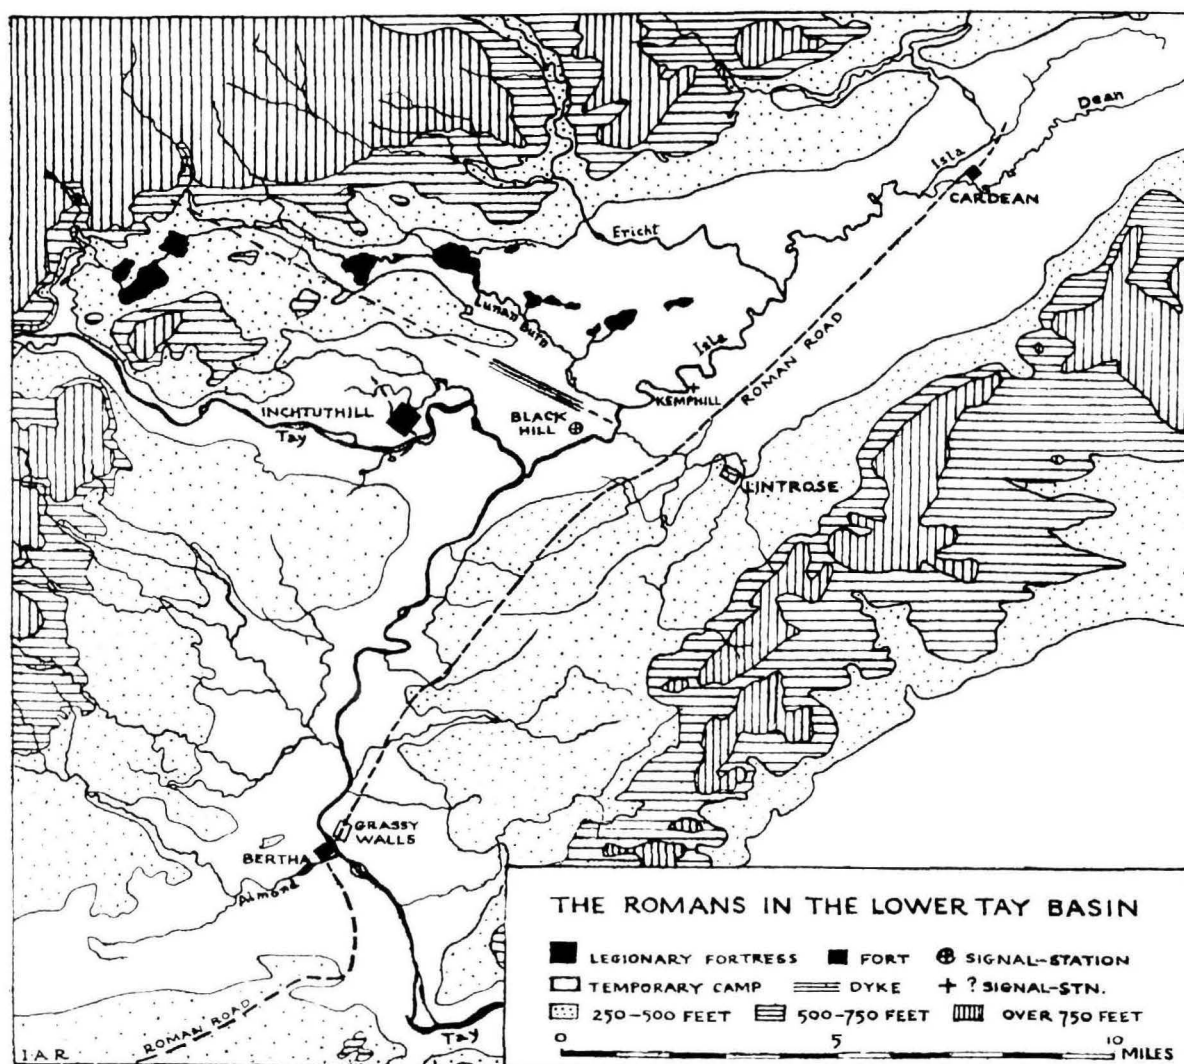 Dean
Isla
CARDEAN
Ericht
Lunan Burn
Isla
ROMAN ROAD
KEMPHILL
INCHTUTHILL
BLACK
HILL
Tay
LINTROSE
GRASSY
WALLS
BERTHA
Almond
ROMAN ROAD
Tay
I.A.R
THE ROMANS IN THE LOWER TAY BASIN
LEGIONARY FORTRESS FORT SIGNAL-STATION
TEMPORARY CAMP DYKE ? SIGNAL-STN.
250-500 FEET 500-750 FEET OVER 750 FEET
0 5 10
MILES